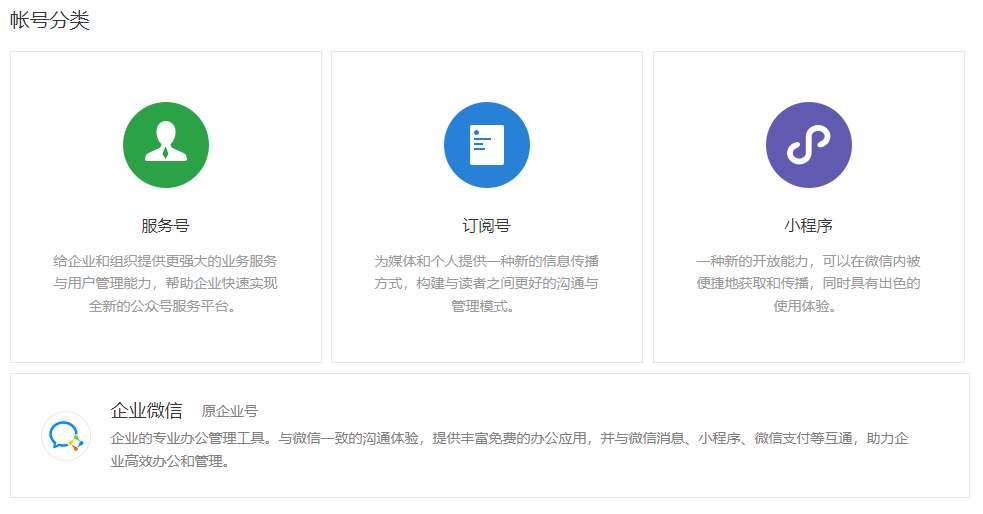 帐号分类
服务号
给企业和组织提供更强大的业务服务
与用户管理能力，帮助企业快速实现
全新的公众号服务平台。
订阅号
为媒体和个人提供一种新的信息传播
方式，构建与读者之间更好的沟通与
管理模式。
小程序
一种新的开放能力，可以在微信内被
便捷地获取和传播，同时具有出色的
使用体验。
企业微信 原企业号
企业的专业办公管理工具。与微信一致的沟通体验，提供丰富免费的办公应用，并与微信消息、小程序、微信支付等互通，助力企
业高效办公和管理。